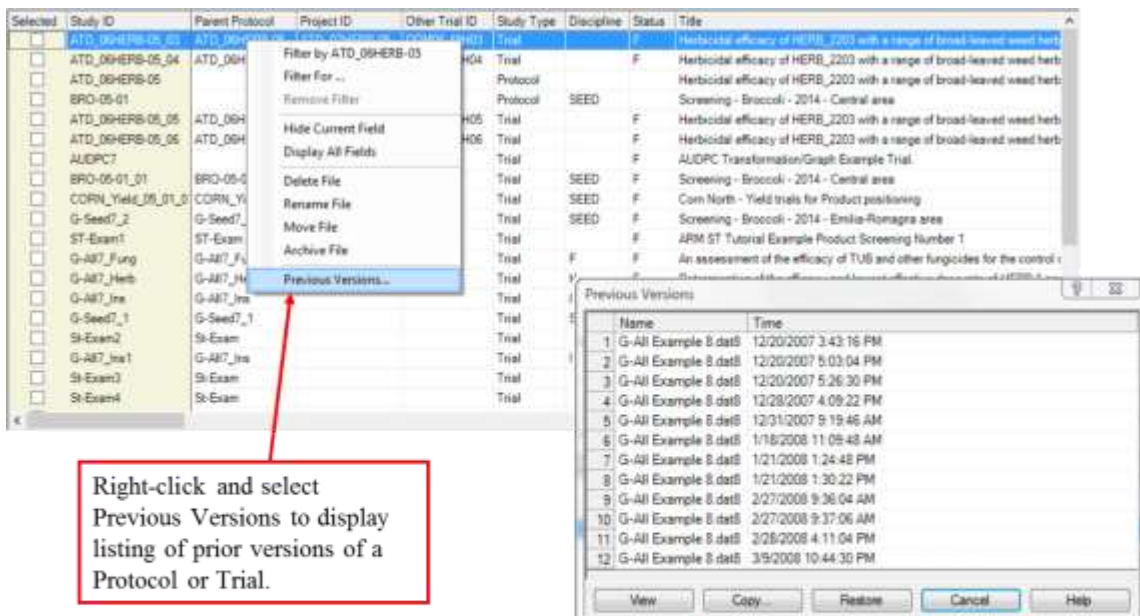 Selected Study ID Parent Protocol Project ID Other Trial ID Study Type Discipline Status Title
ATD_06HERB-05_03 Trial F Herbicidal efficacy of HERB_2203 with a range of broad-leaved weed herb
ATD_06HERB-05_04 ATD_06H H04 Trial F Herbicidal efficacy of HERB_2203 with a range of broad-leaved weed herb
ATD_06HERB-05 Protocol Herbicidal efficacy of HERB_2203 with a range of broad-leaved weed herb
BRO-05-01 Protocol SEED Screening - Broccoli - 2014 - Central area
ATD_06HERB-05_05 ATD_06H H05 Trial F Herbicidal efficacy of HERB_2203 with a range of broad-leaved weed herb
ATD_06HERB-05_06 ATD_06H H06 Trial F Herbicidal efficacy of HERB_2203 with a range of broad-leaved weed herb
AUDPC7 Trial F AUDPC Transformation/Graph Example Trial.
BRO-05-01_01 BRO-05-0 Trial SEED F Screening - Broccoli - 2014 - Central area
CORN_Yield_05_01_0 CORN_Yi Trial SEED F Corn North - Yield trials for Product positioning
G-Seed7_2 G-Seed7_ Trial SEED F Screening - Broccoli - 2014 - Emilia-Romagna area
ST-Exam1 ST-Exam Trial F ARM ST Tutorial Example Product Screening Number 1
G-All7_Fung G-All7_Fu Trial F F An assessment of the efficacy of TUB and other fungicides for the control
G-All7_Herb G-All7_He Trial
G-All7_Ins G-All7_Ins Trial
G-Seed7_1 G-Seed7_1 Trial
St-Exam2 St-Exam Trial
G-All7_Ins1 G-All7_Ins Trial
St-Exam3 St-Exam Trial
St-Exam4 St-Exam Trial
Filter by ATD_06HERB-03
Filter For ...
Remove Filter
Hide Current Field
Display All Fields
Delete File
Rename File
Move File
Archive File
Previous Versions...
Right-click and select
Previous Versions to display
listing of prior versions of a
Protocol or Trial.
Previous Versions
Name Time
1 G-All Example 8.dat8 12/20/2007 3:43:16 PM
2 G-All Example 8.dat8 12/20/2007 5:03:04 PM
3 G-All Example 8.dat8 12/20/2007 5:26:30 PM
4 G-All Example 8.dat8 12/28/2007 4:09:22 PM
5 G-All Example 8.dat8 12/31/2007 9:19:46 AM
6 G-All Example 8.dat8 1/18/2008 11:09:48 AM
7 G-All Example 8.dat8 1/21/2008 1:24:48 PM
8 G-All Example 8.dat8 1/21/2008 1:30:22 PM
9 G-All Example 8.dat8 2/27/2008 9:36:04 AM
10 G-All Example 8.dat8 2/27/2008 9:37:06 AM
11 G-All Example 8.dat8 2/28/2008 4:11:04 PM
12 G-All Example 8.dat8 3/9/2008 10:44:30 PM
View Copy... Restore Cancel Help